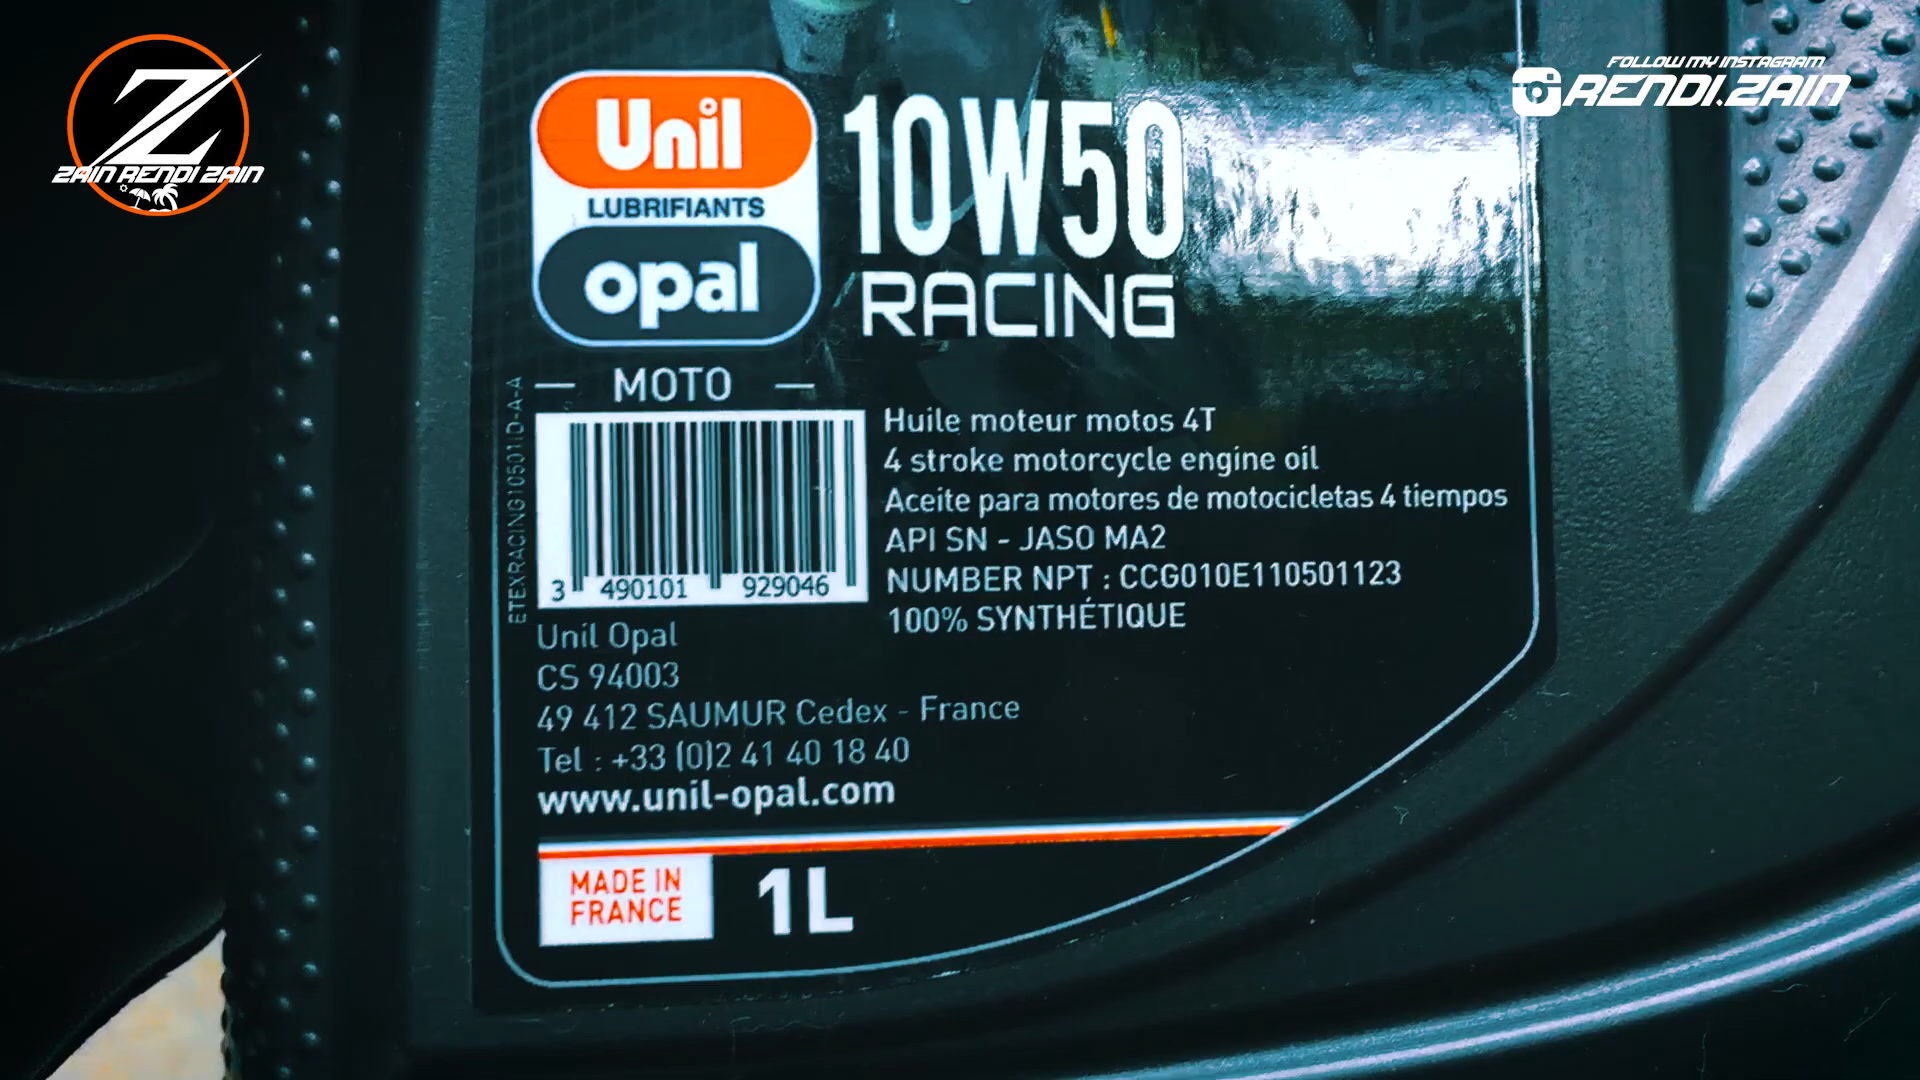 Z
ZAIN RENDI ZAIN
FOLLOW MY INSTAGRAM
RENDI.ZAIN
Unil
LUBRIFIANTS
opal
10W50
RACING
MOTO
ETEXRACING10501ID-A-A
3 490101 929046
Huile moteur motos 4T
4 stroke motorcycle engine oil
Aceite para motores de motocicletas 4 tiempos
API SN - JASO MA2
NUMBER NPT : CCG010E110501123
100% SYNTHÉTIQUE
Unil Opal
CS 94003
49 412 SAUMUR Cedex - France
Tel : +33 (0)2 41 40 18 40
www.unil-opal.com
MADE IN
FRANCE
1L